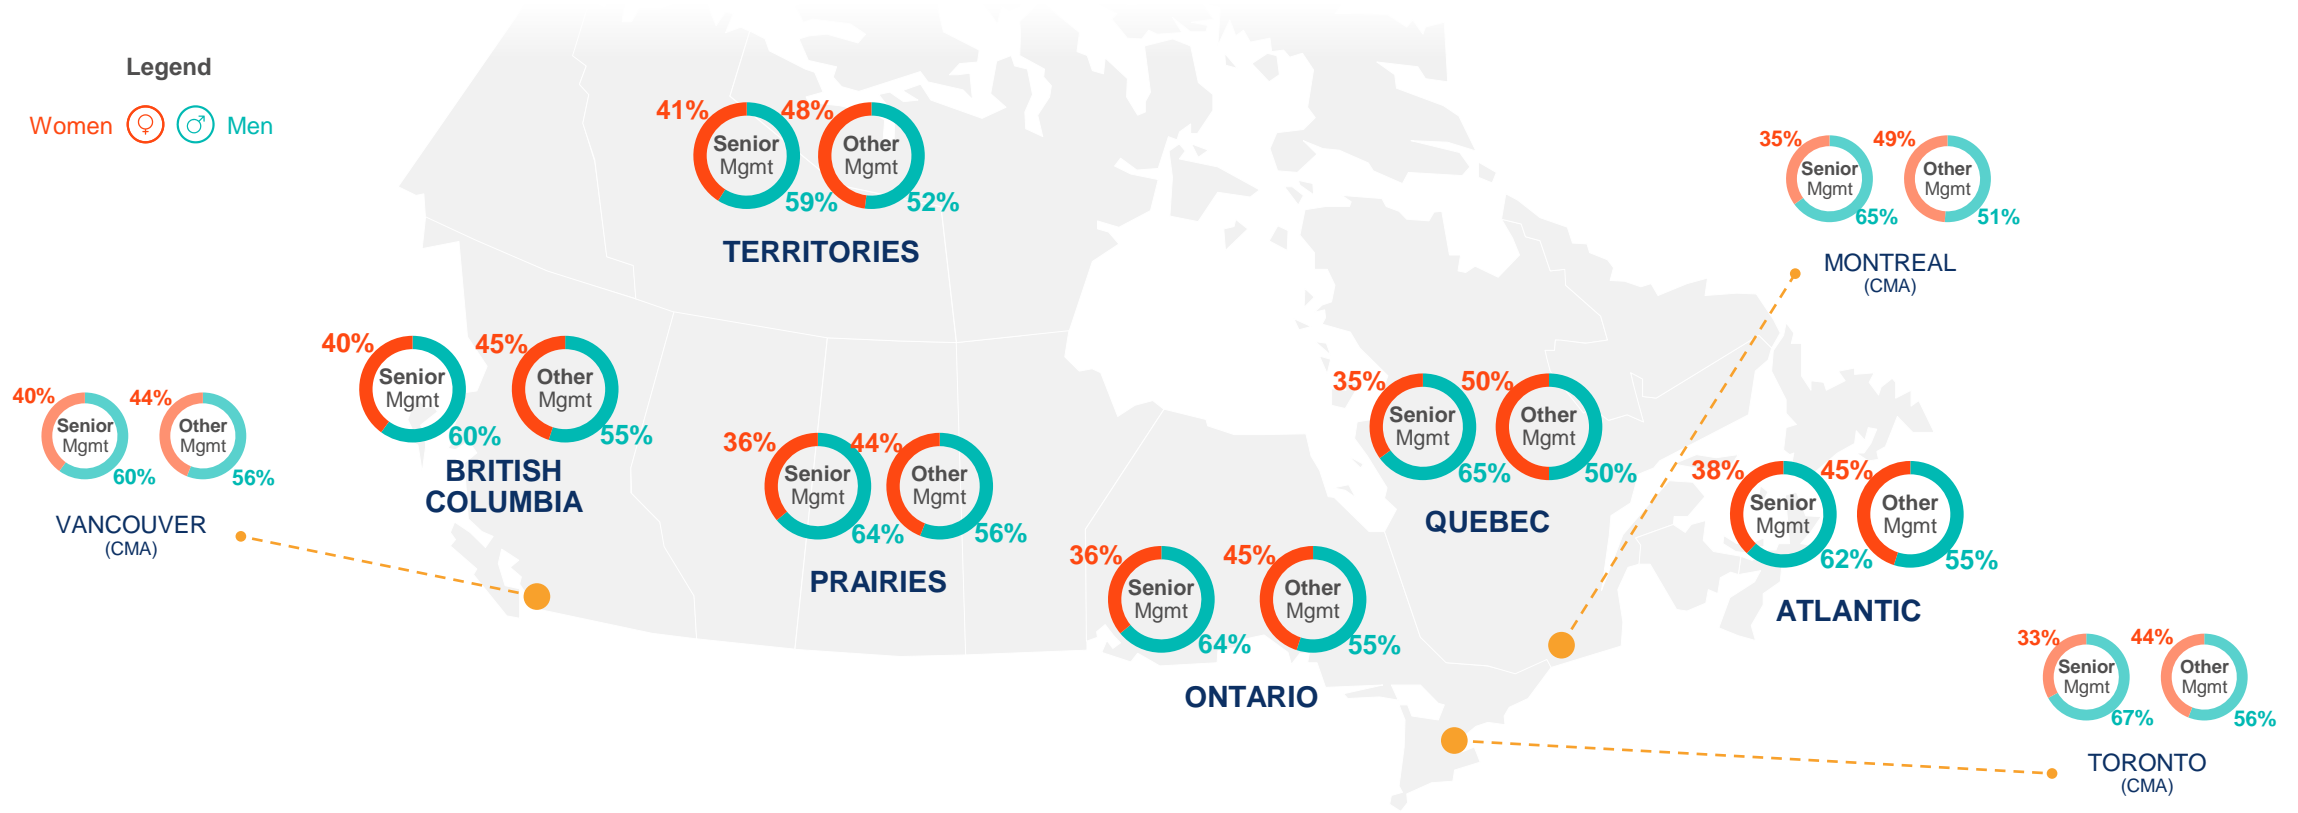 Legend
Women Men
41% 48%
Senior Other
Mgmt Mgmt
59% 52%
TERRITORIES
35% 49%
Senior Other
Mgmt Mgmt
65% 51%
MONTREAL
(CMA)
40% 45%
Senior Other
Mgmt Mgmt
60% 55%
BRITISH
COLUMBIA
40% 44%
Senior Other
Mgmt Mgmt
60% 56%
VANCOUVER
(CMA)
36% 44%
Senior Other
Mgmt Mgmt
64% 56%
PRAIRIES
35% 50%
Senior Other
Mgmt Mgmt
65% 50%
QUEBEC
38% 45%
Senior Other
Mgmt Mgmt
62% 55%
ATLANTIC
36% 45%
Senior Other
Mgmt Mgmt
64% 55%
ONTARIO
33% 44%
Senior Other
Mgmt Mgmt
67% 56%
TORONTO
(CMA)